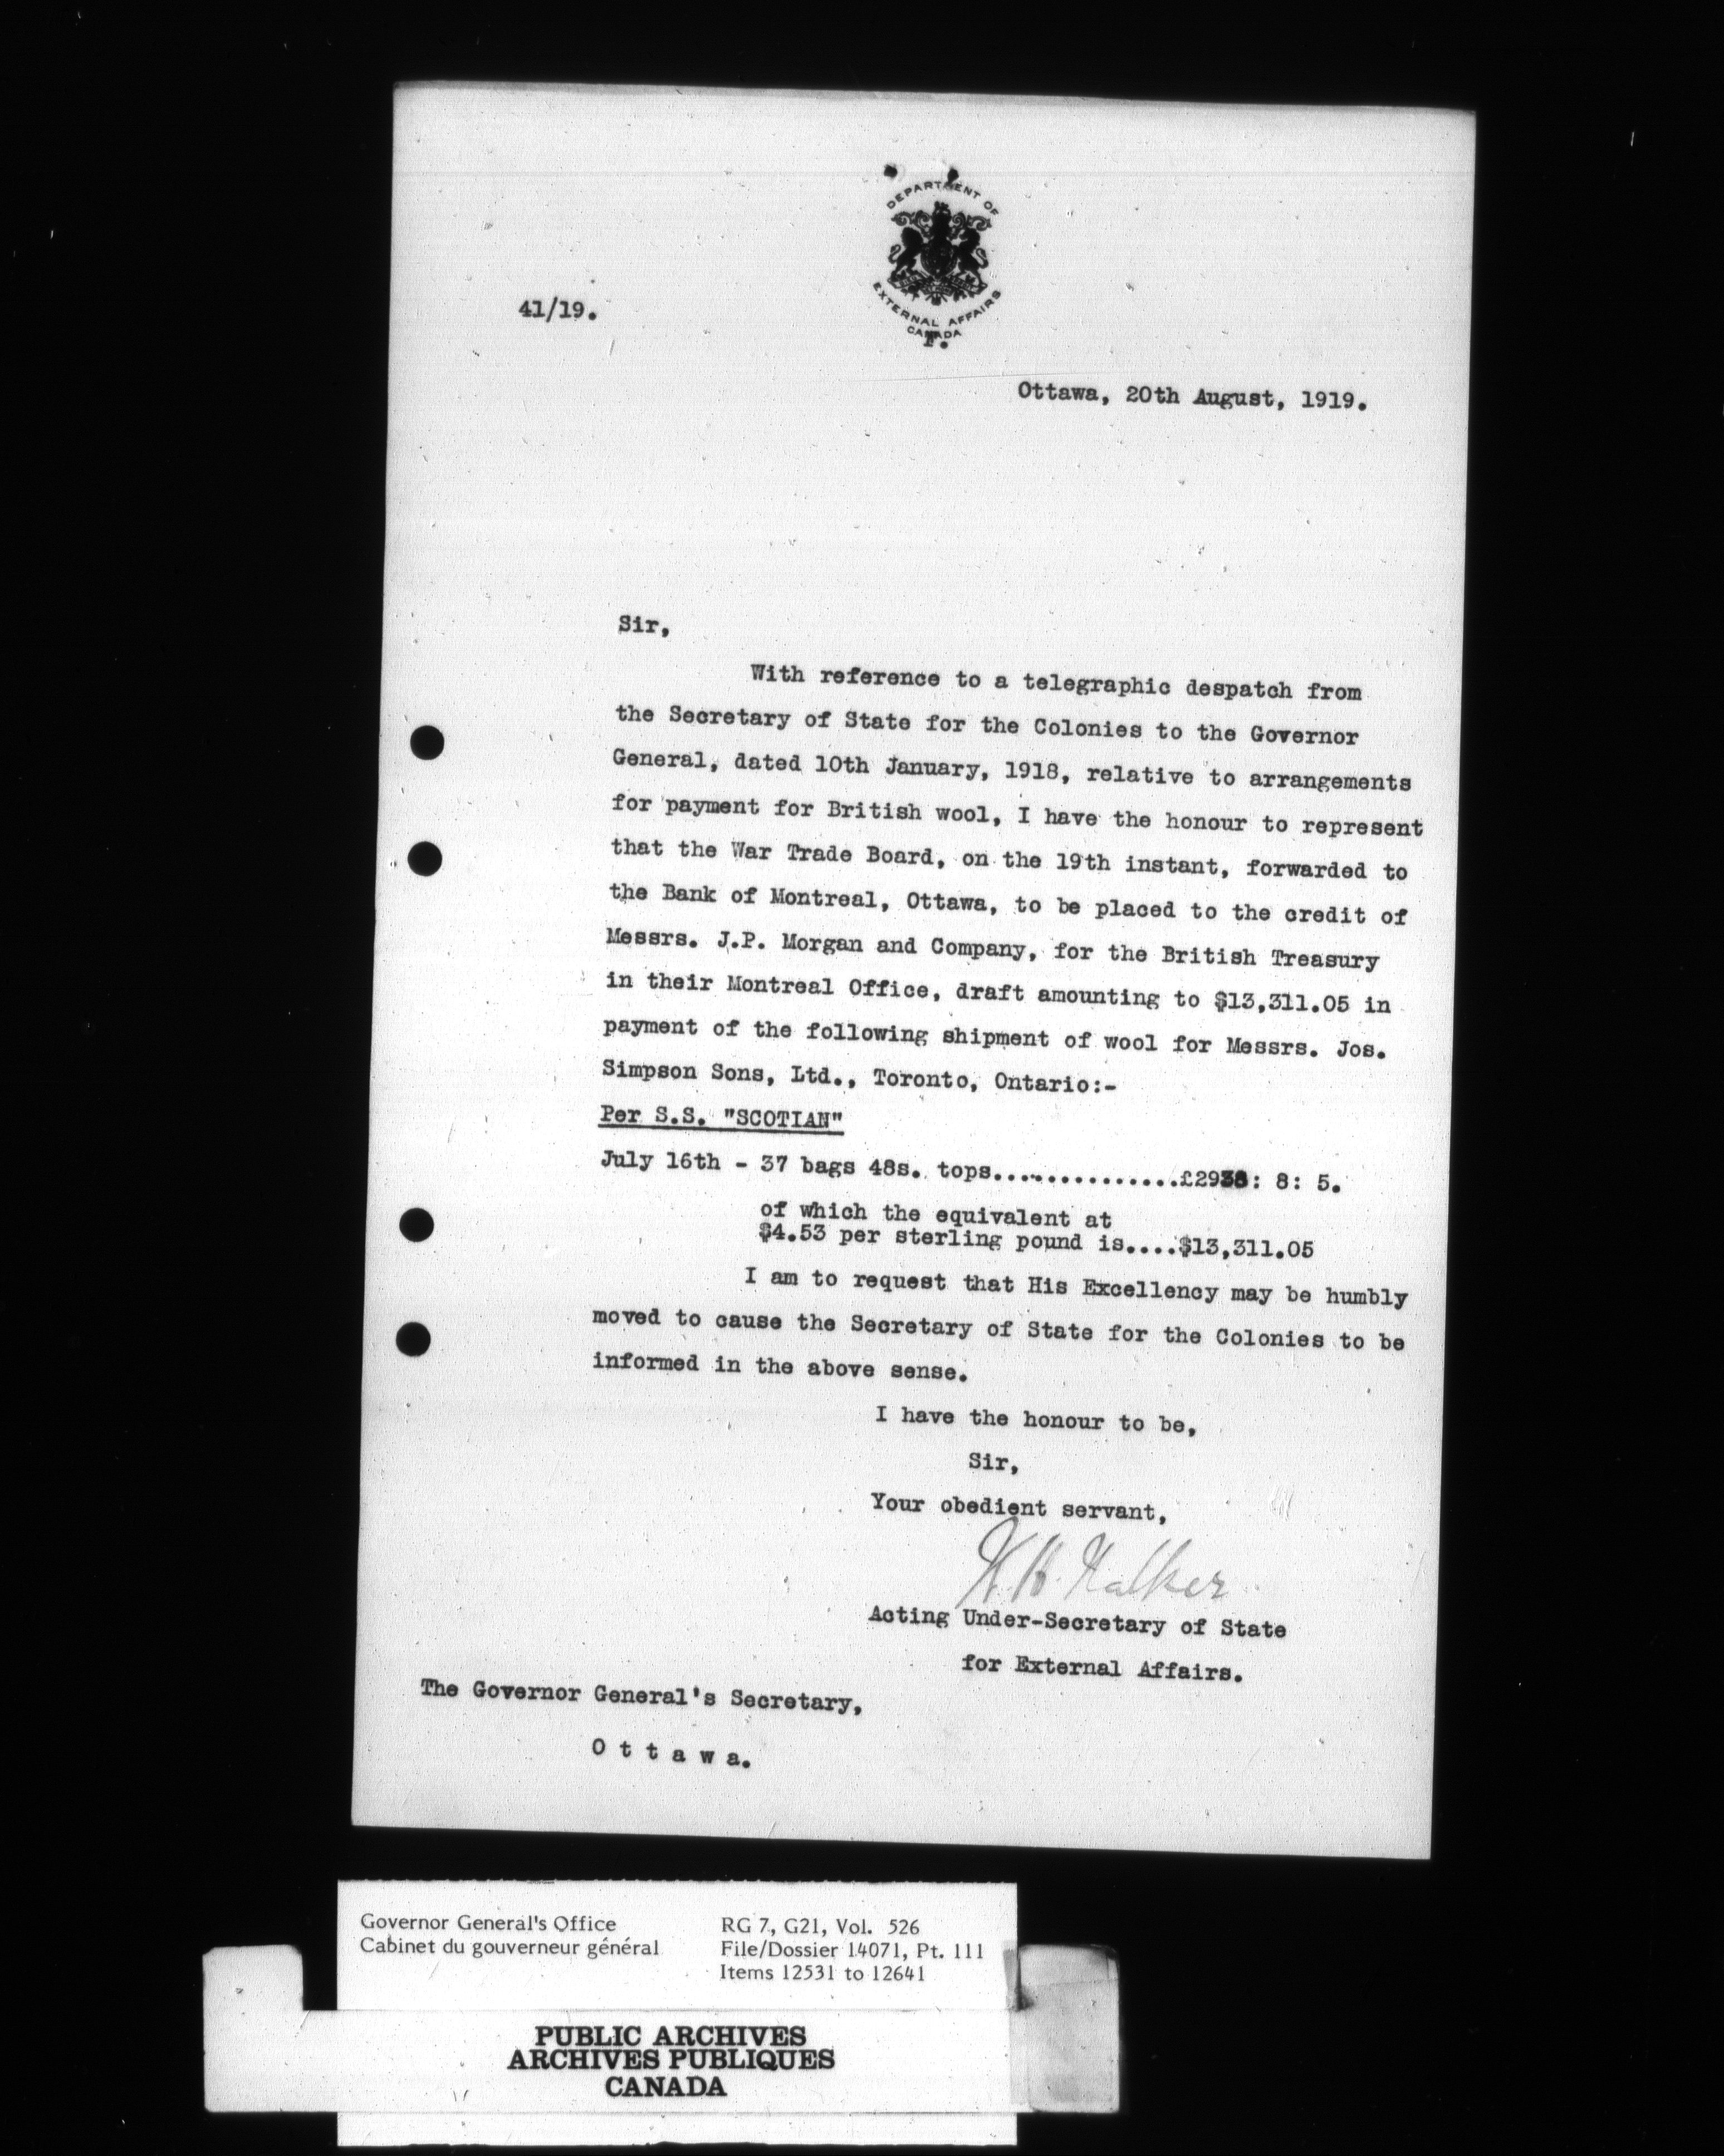 DEPARTMENT OF
EXTERNAL AFFAIRS
CANADA
F.
41/19.
Ottawa, 20th August, 1919.
Sir,
With reference to a telegraphic despatch from
the Secretary of State for the Colonies to the Governor
General, dated 10th January, 1918, relative to arrangements
for payment for British wool, I have the honour to represent
that the War Trade Board, on the 19th instant, forwarded to
the Bank of Montreal, Ottawa, to be placed to the credit of
Messrs. J.P. Morgan and Company, for the British Treasury
in their Montreal Office, draft amounting to $13,311.05 in
payment of the following shipment of wool for Messrs. Jos.
Simpson Sons, Ltd., Toronto, Ontario:-
Per S.S. "SCOTIAN"
July 16th - 37 bags 48s. tops................£2938: 8: 5.
of which the equivalent at
$4.53 per sterling pound is....$13,311.05
I am to request that His Excellency may be humbly
moved to cause the Secretary of State for the Colonies to be
informed in the above sense.
I have the honour to be,
Sir,
Your obedient servant,
W. H. Walker
Acting Under-Secretary of State
for External Affairs.
The Governor General's Secretary,
O t t a w a.
Governor General's Office
Cabinet du gouverneur général
RG 7, G21, Vol. 526
File/Dossier 14071, Pt. 111
Items 12531 to 12641
PUBLIC ARCHIVES
ARCHIVES PUBLIQUES
CANADA